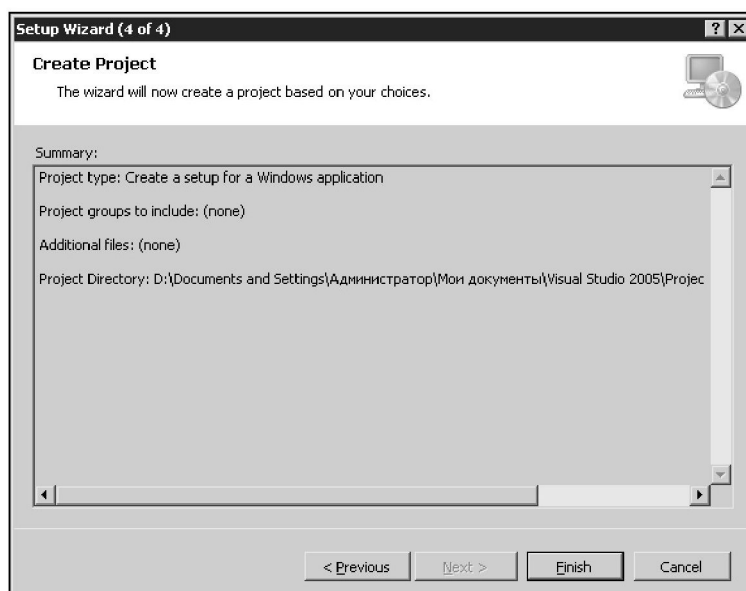 Setup Wizard (4 of 4)
Create Project
The wizard will now create a project based on your choices.
Summary:
Project type: Create a setup for a Windows application
Project groups to include: (none)
Additional files: (none)
Project Directory: D:\Documents and Settings\Администратор\Мои документы\Visual Studio 2005\Projec
< Previous Next > Finish Cancel